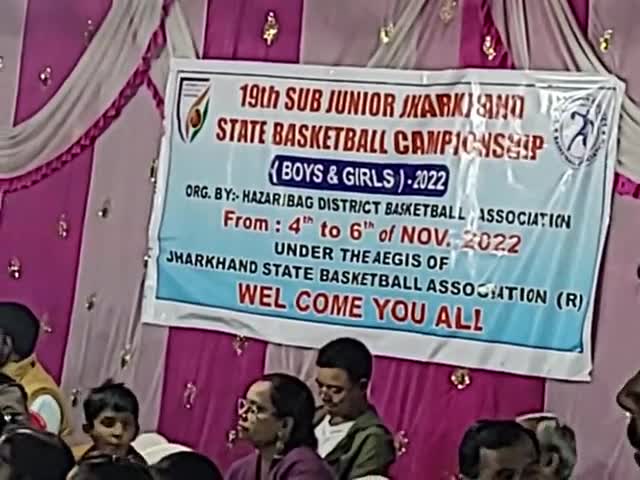 19th SUB JUNIOR JHARKHAND
STATE BASKETBALL CAMPIONSHIP
( BOYS & GIRLS ) - 2022
ORG. BY:- HAZARIBAG DISTRICT BASKETBALL ASSOCIATION
From : 4th to 6th of NOV. 2022
UNDER THE AEGIS OF
JHARKHAND STATE BASKETBALL ASSOCIATION (R)
WEL COME YOU ALL